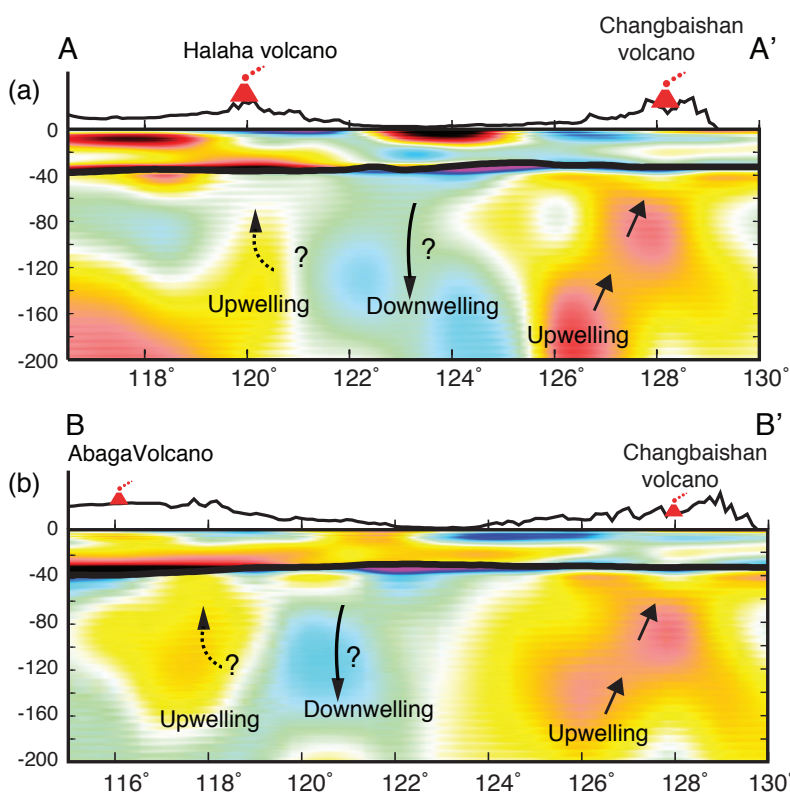 A
Halaha volcano
Changbaishan
volcano
A'
(a)
0
-40
-80
-120
-160
-200
?
Upwelling
?
Downwelling
Upwelling
118° 120° 122° 124° 126° 128° 130°
B
AbagaVolcano
Changbaishan
volcano
B'
(b)
0
-40
-80
-120
-160
-200
?
Upwelling
?
Downwelling
Upwelling
116° 118° 120° 122° 124° 126° 128° 130°